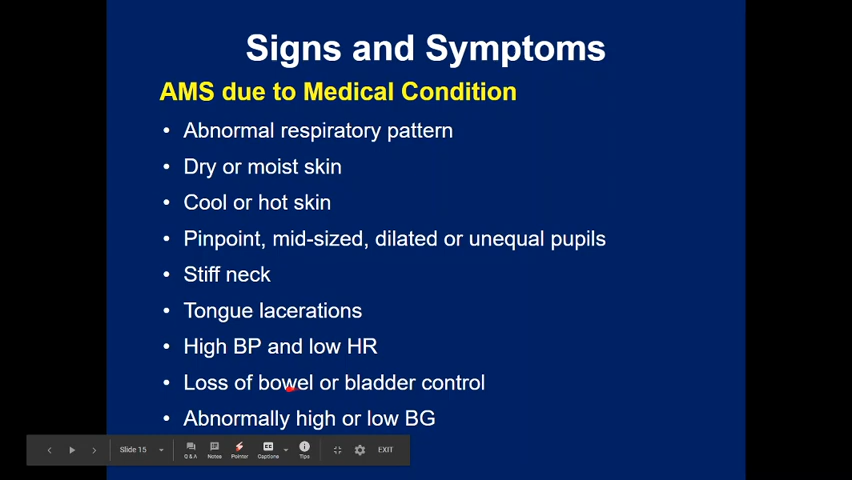 Signs and Symptoms
AMS due to Medical Condition
• Abnormal respiratory pattern
• Dry or moist skin
• Cool or hot skin
• Pinpoint, mid-sized, dilated or unequal pupils
• Stiff neck
• Tongue lacerations
• High BP and low HR
• Loss of bowel or bladder control
• Abnormally high or low BG
Slide 15
Q & A
Notes
Pointer
CC
Captions
Tips
EXIT